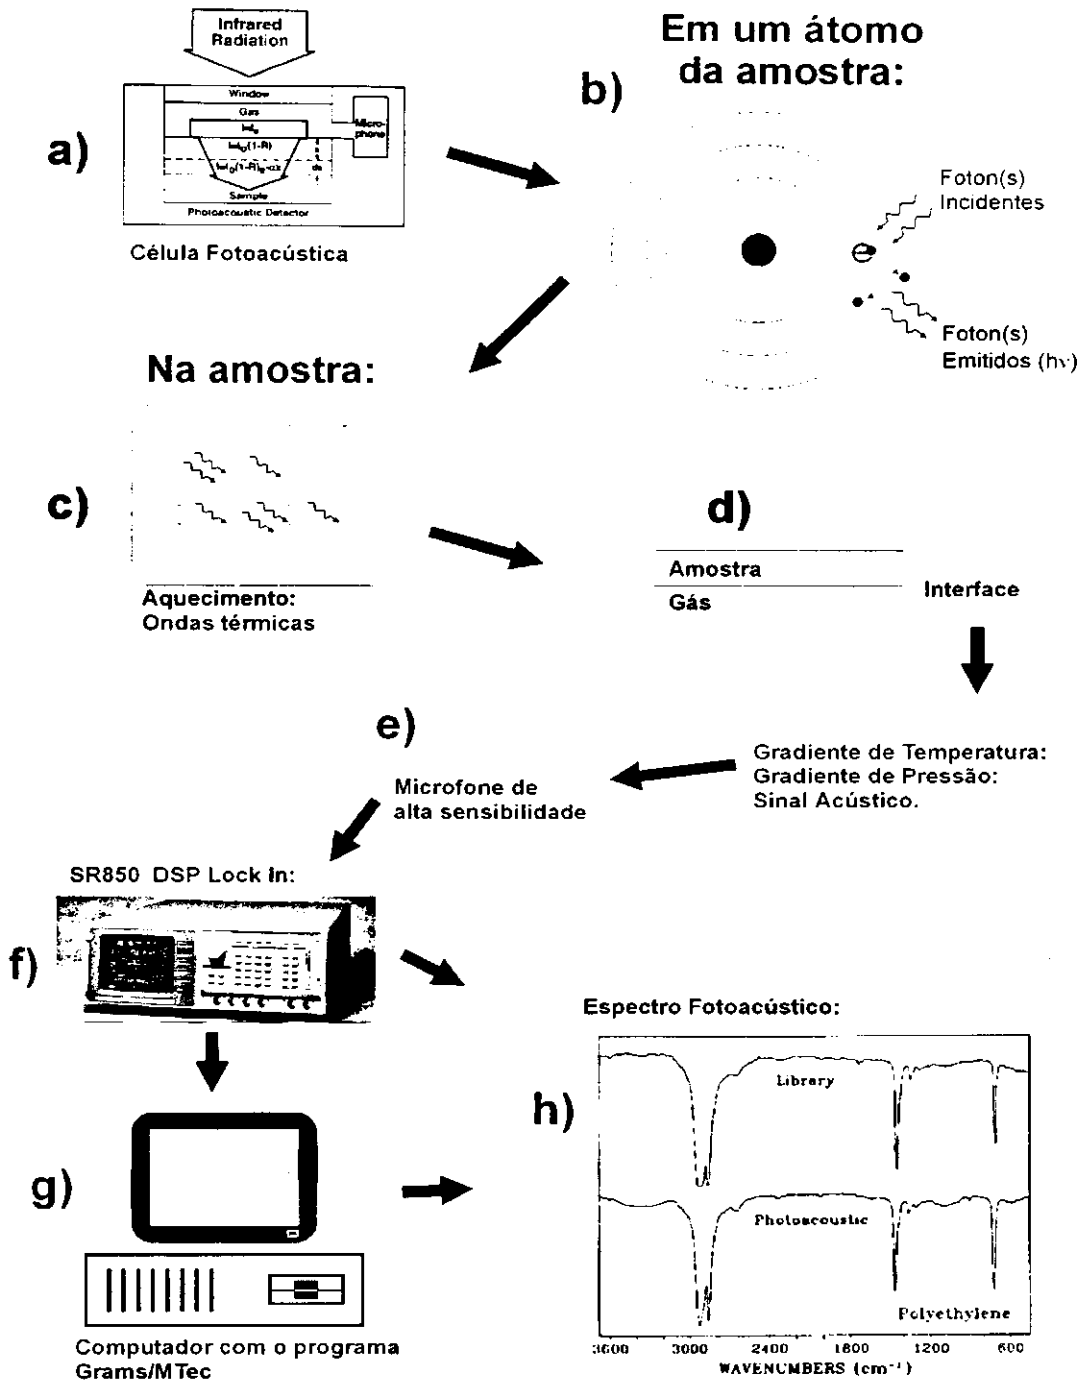 Infrared
Radiation
Window
Gas
Micro-
phone
a)
Sample
Photoacoustic Detector
Célula Fotoacústica
Em um átomo
da amostra:
b)
Foton(s)
Incidentes
Foton(s)
Emitidos (hν)
Na amostra:
c)
Aquecimento:
Ondas térmicas
d)
Amostra
Gás
Interface
Gradiente de Temperatura:
Gradiente de Pressão:
Sinal Acústico.
e)
Microfone de
alta sensibilidade
SR850 DSP Lock in:
f)
g)
Computador com o programa
Grams/MTec
Espectro Fotoacústico:
h)
Library
Photoacoustic
Polyethylene
3600 3000 2400 1800 1200 600
WAVENUMBERS (cm⁻¹)